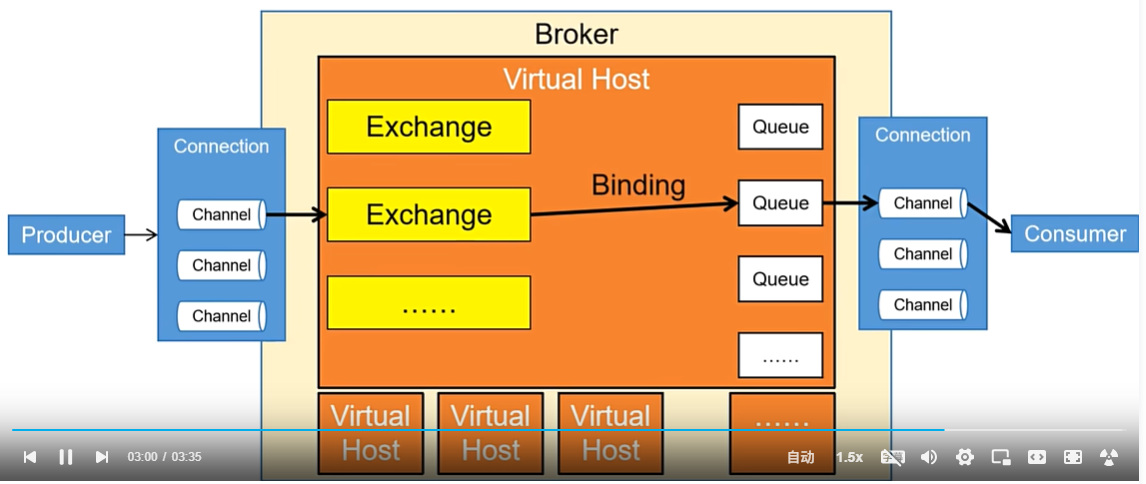 Broker
Virtual Host
Exchange
Queue
Connection
Connection
Binding
Channel
Exchange
Queue
Channel
Producer
Consumer
Channel
Channel
Queue
Channel
......
Channel
......
Virtual
Host
Virtual
Host
Virtual
Host
......
03:00 / 03:35
自动
1.5x